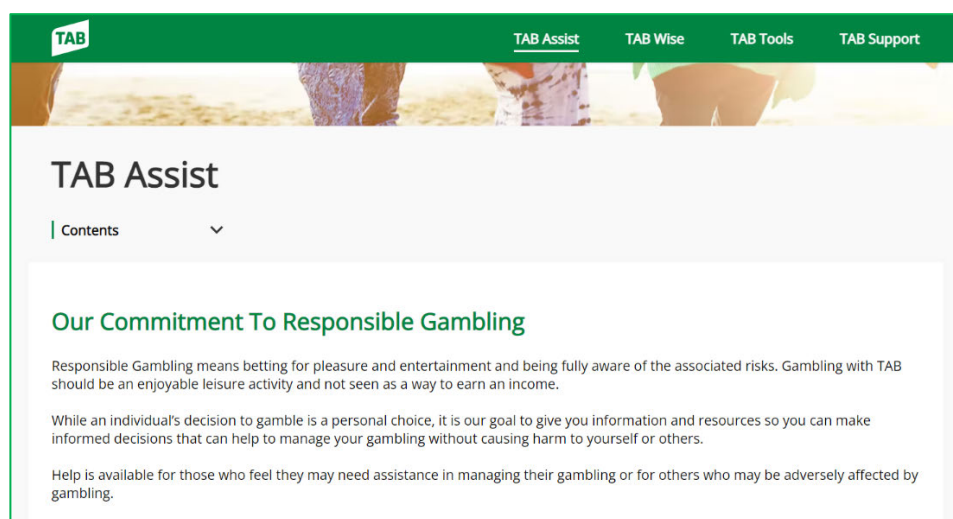 TAB
TAB Assist
TAB Wise
TAB Tools
TAB Support
TAB Assist
Contents
Our Commitment To Responsible Gambling
Responsible Gambling means betting for pleasure and entertainment and being fully aware of the associated risks. Gambling with TAB
should be an enjoyable leisure activity and not seen as a way to earn an income.
While an individual's decision to gamble is a personal choice, it is our goal to give you information and resources so you can make
informed decisions that can help to manage your gambling without causing harm to yourself or others.
Help is available for those who feel they may need assistance in managing their gambling or for others who may be adversely affected by
gambling.